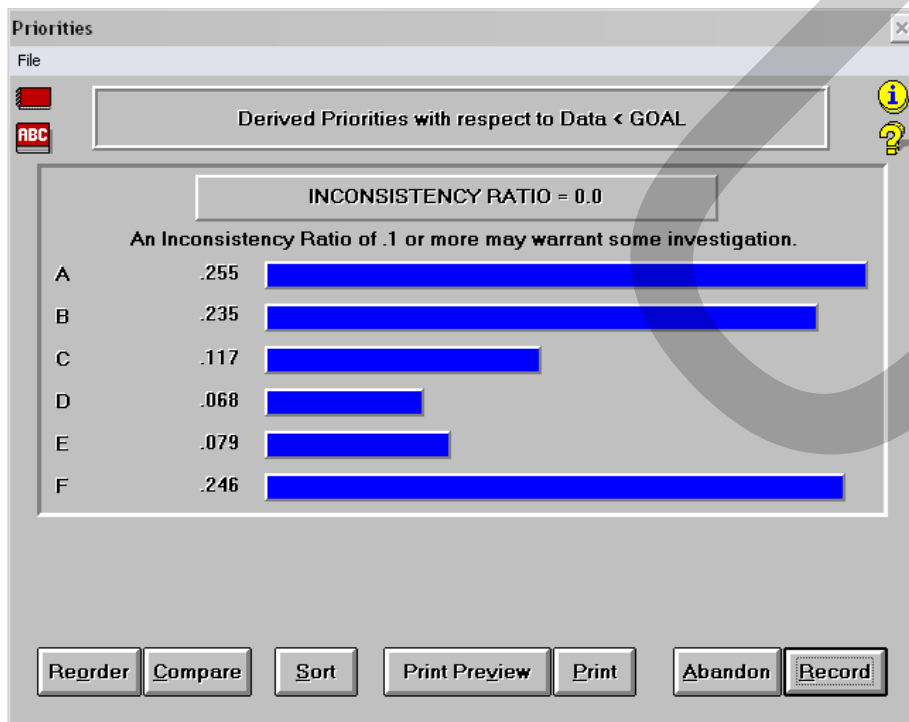 Priorities
File
ABC
Derived Priorities with respect to Data < GOAL
i
?
INCONSISTENCY RATIO = 0.0
An Inconsistency Ratio of .1 or more may warrant some investigation.
A .255
B .235
C .117
D .068
E .079
F .246
Reorder Compare Sort Print Preview Print Abandon Record